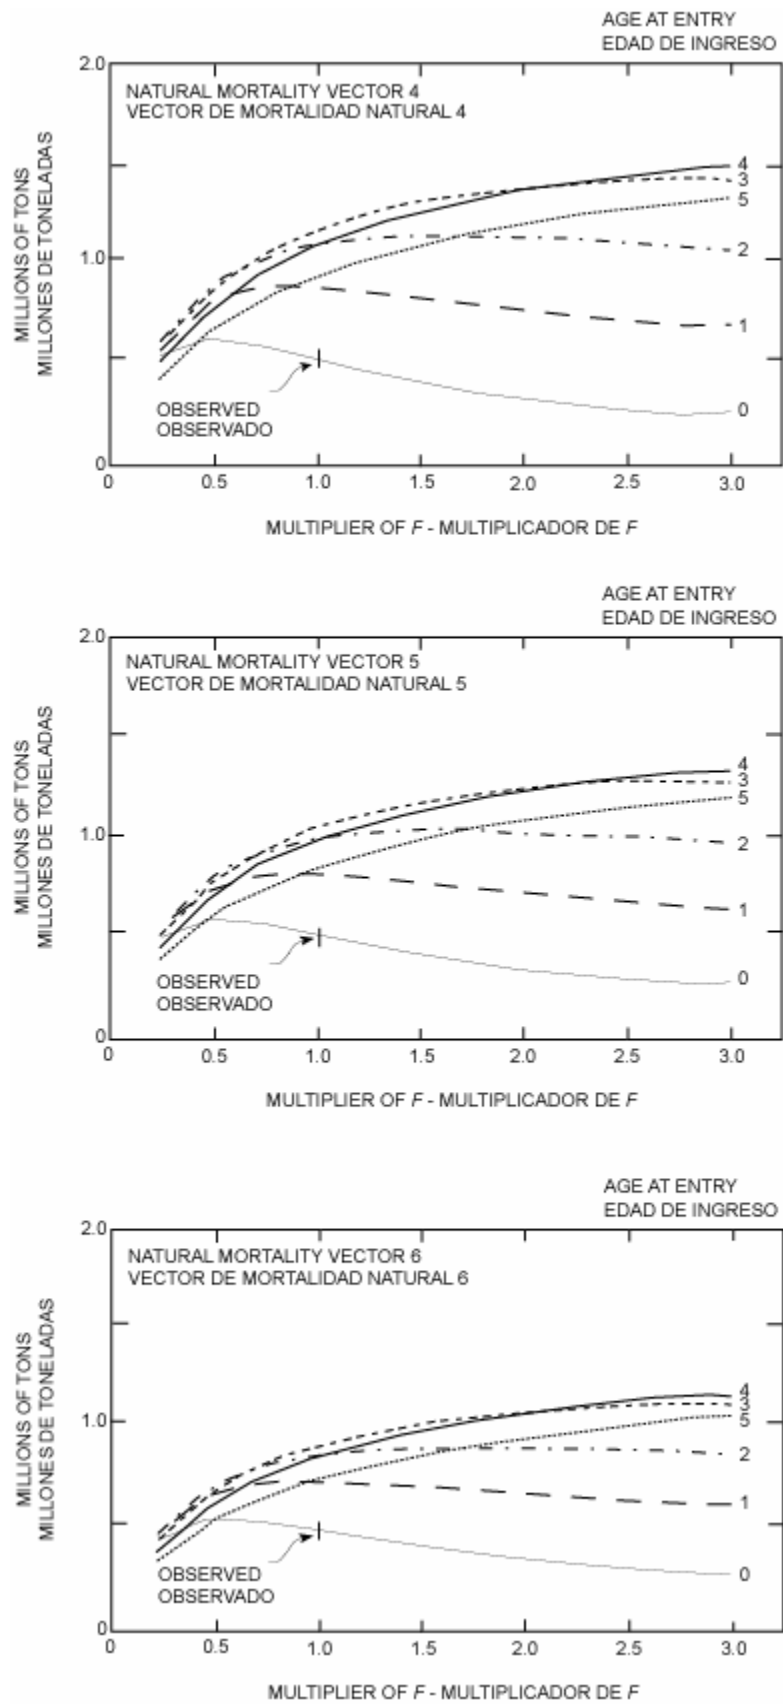 AGE AT ENTRY
EDAD DE INGRESO
2.0
NATURAL MORTALITY VECTOR 4
VECTOR DE MORTALIDAD NATURAL 4
MILLIONS OF TONS
MILLONES DE TONELADAS
4
3
5
1.0
2
1
OBSERVED
OBSERVADO
0
0
0 0.5 1.0 1.5 2.0 2.5 3.0
MULTIPLIER OF F - MULTIPLICADOR DE F
AGE AT ENTRY
EDAD DE INGRESO
2.0
NATURAL MORTALITY VECTOR 5
VECTOR DE MORTALIDAD NATURAL 5
MILLIONS OF TONS
MILLONES DE TONELADAS
4
3
5
1.0
2
1
0
OBSERVED
OBSERVADO
0
0 0.5 1.0 1.5 2.0 2.5 3.0
MULTIPLIER OF F - MULTIPLICADOR DE F
AGE AT ENTRY
EDAD DE INGRESO
2.0
NATURAL MORTALITY VECTOR 6
VECTOR DE MORTALIDAD NATURAL 6
MILLIONS OF TONS
MILLONES DE TONELADAS
4
3
5
1.0
2
1
OBSERVED
OBSERVADO
0
0
0 0.5 1.0 1.5 2.0 2.5 3.0
MULTIPLIER OF F - MULTIPLICADOR DE F